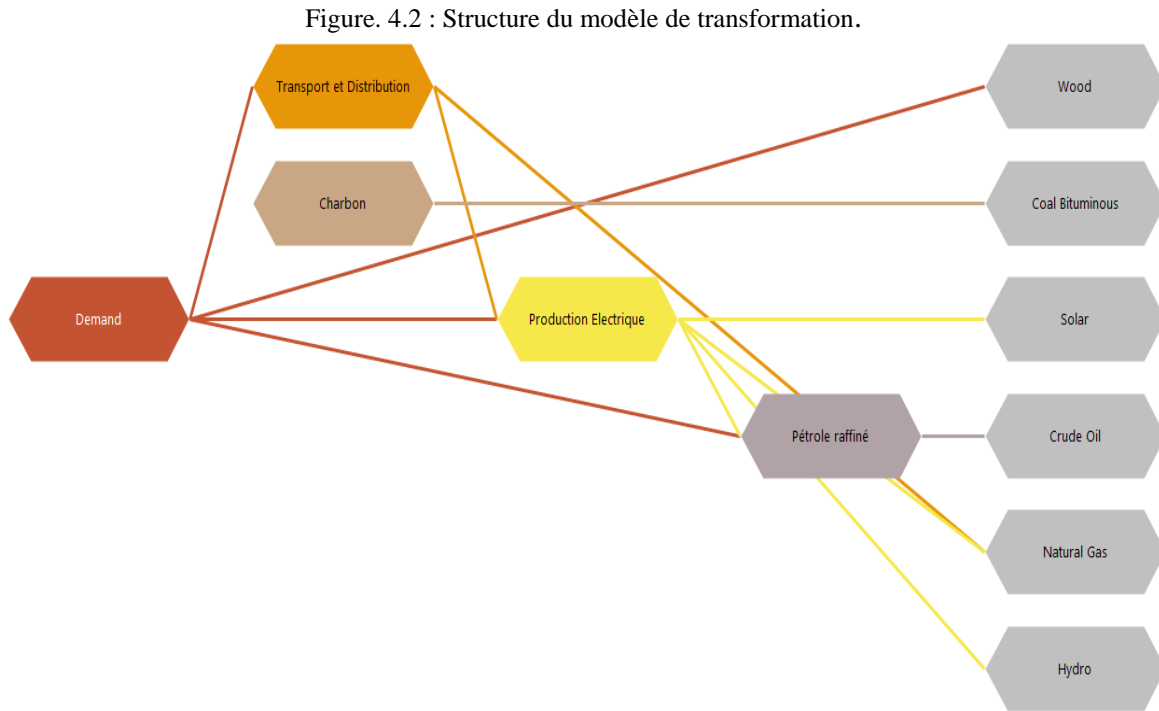 Figure. 4.2 : Structure du modèle de transformation.
Transport et Distribution
Wood
Charbon
Coal Bituminous
Demand
Production Electrique
Solar
Pétrole raffiné
Crude Oil
Natural Gas
Hydro